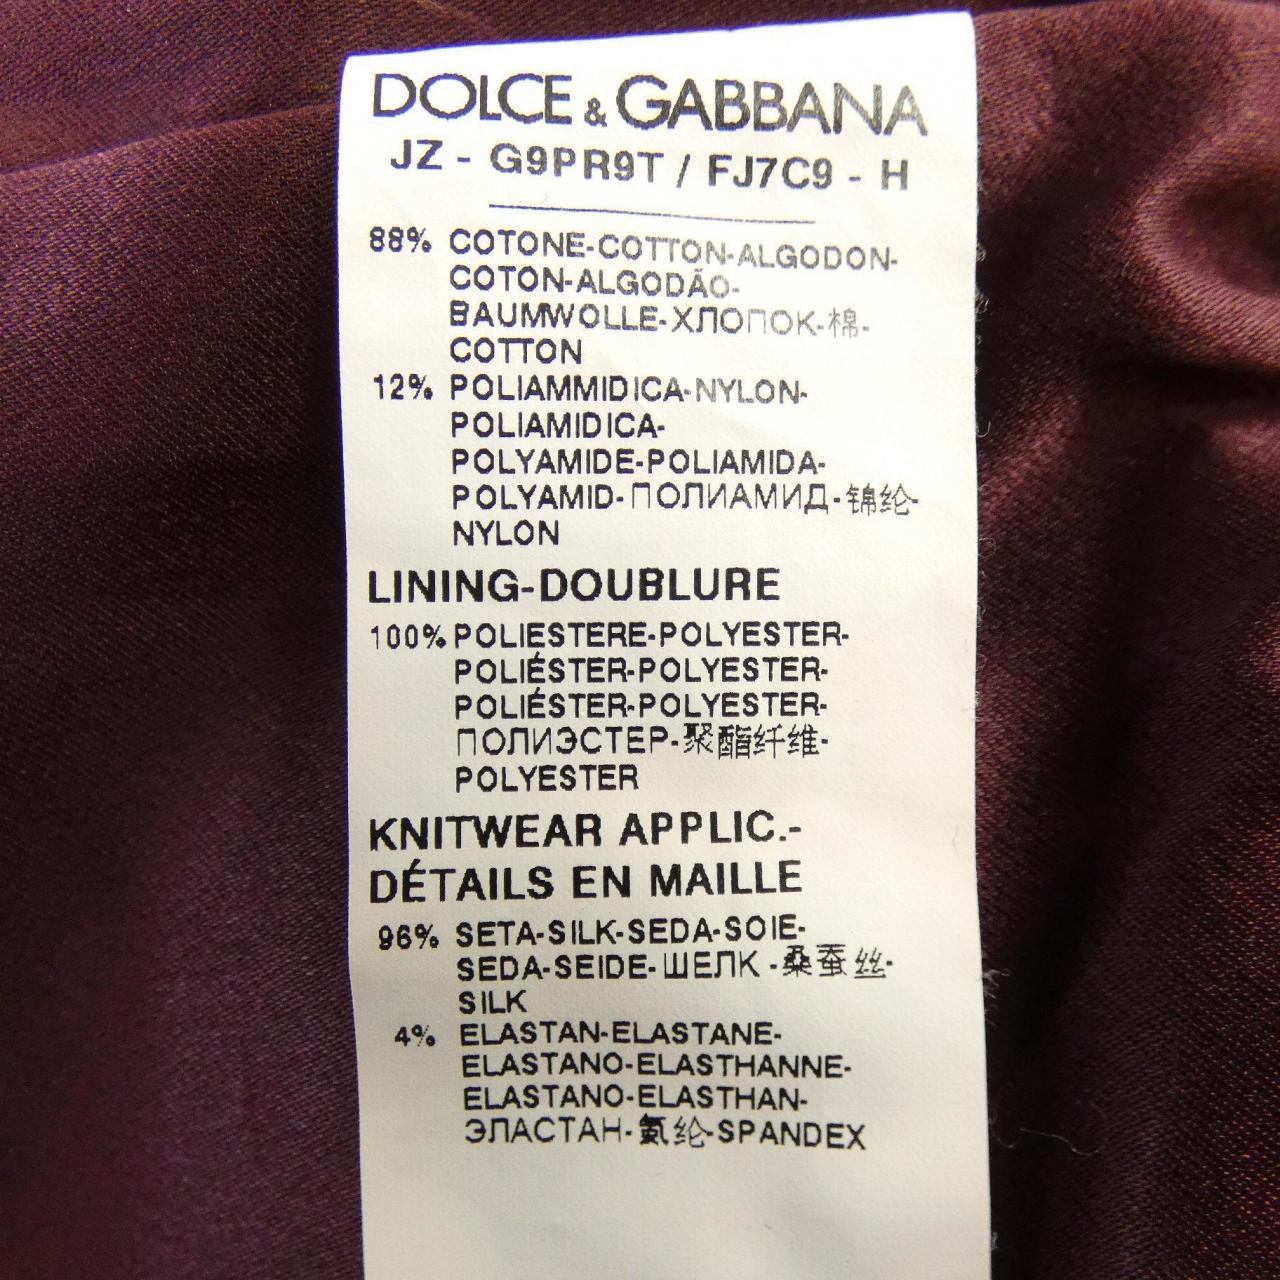 DOLCE & GABBANA
JZ - G9PR9T / FJ7C9 - H
88% COTONE-COTTON-ALGODON-
COTON-ALGODÃO-
BAUMWOLLE-ХЛОПОК-棉-
COTTON
12% POLIAMMIDICA-NYLON-
POLIAMIDICA-
POLYAMIDE-POLIAMIDA-
POLYAMID-ПОЛИАМИД-锦纶-
NYLON
LINING-DOUBLURE
100% POLIESTERE-POLYESTER-
POLIÉSTER-POLYESTER-
POLIÉSTER-POLYESTER-
ПОЛИЭСТЕР-聚酯纤维-
POLYESTER
KNITWEAR APPLIC.-
DÉTAILS EN MAILLE
96% SETA-SILK-SEDA-SOIE-
SEDA-SEIDE-ШЕЛК -桑蚕丝-
SILK
4% ELASTAN-ELASTANE-
ELASTANO-ELASTHANNE-
ELASTANO-ELASTHAN-
ЭЛАСТАН-氨纶-SPANDEX